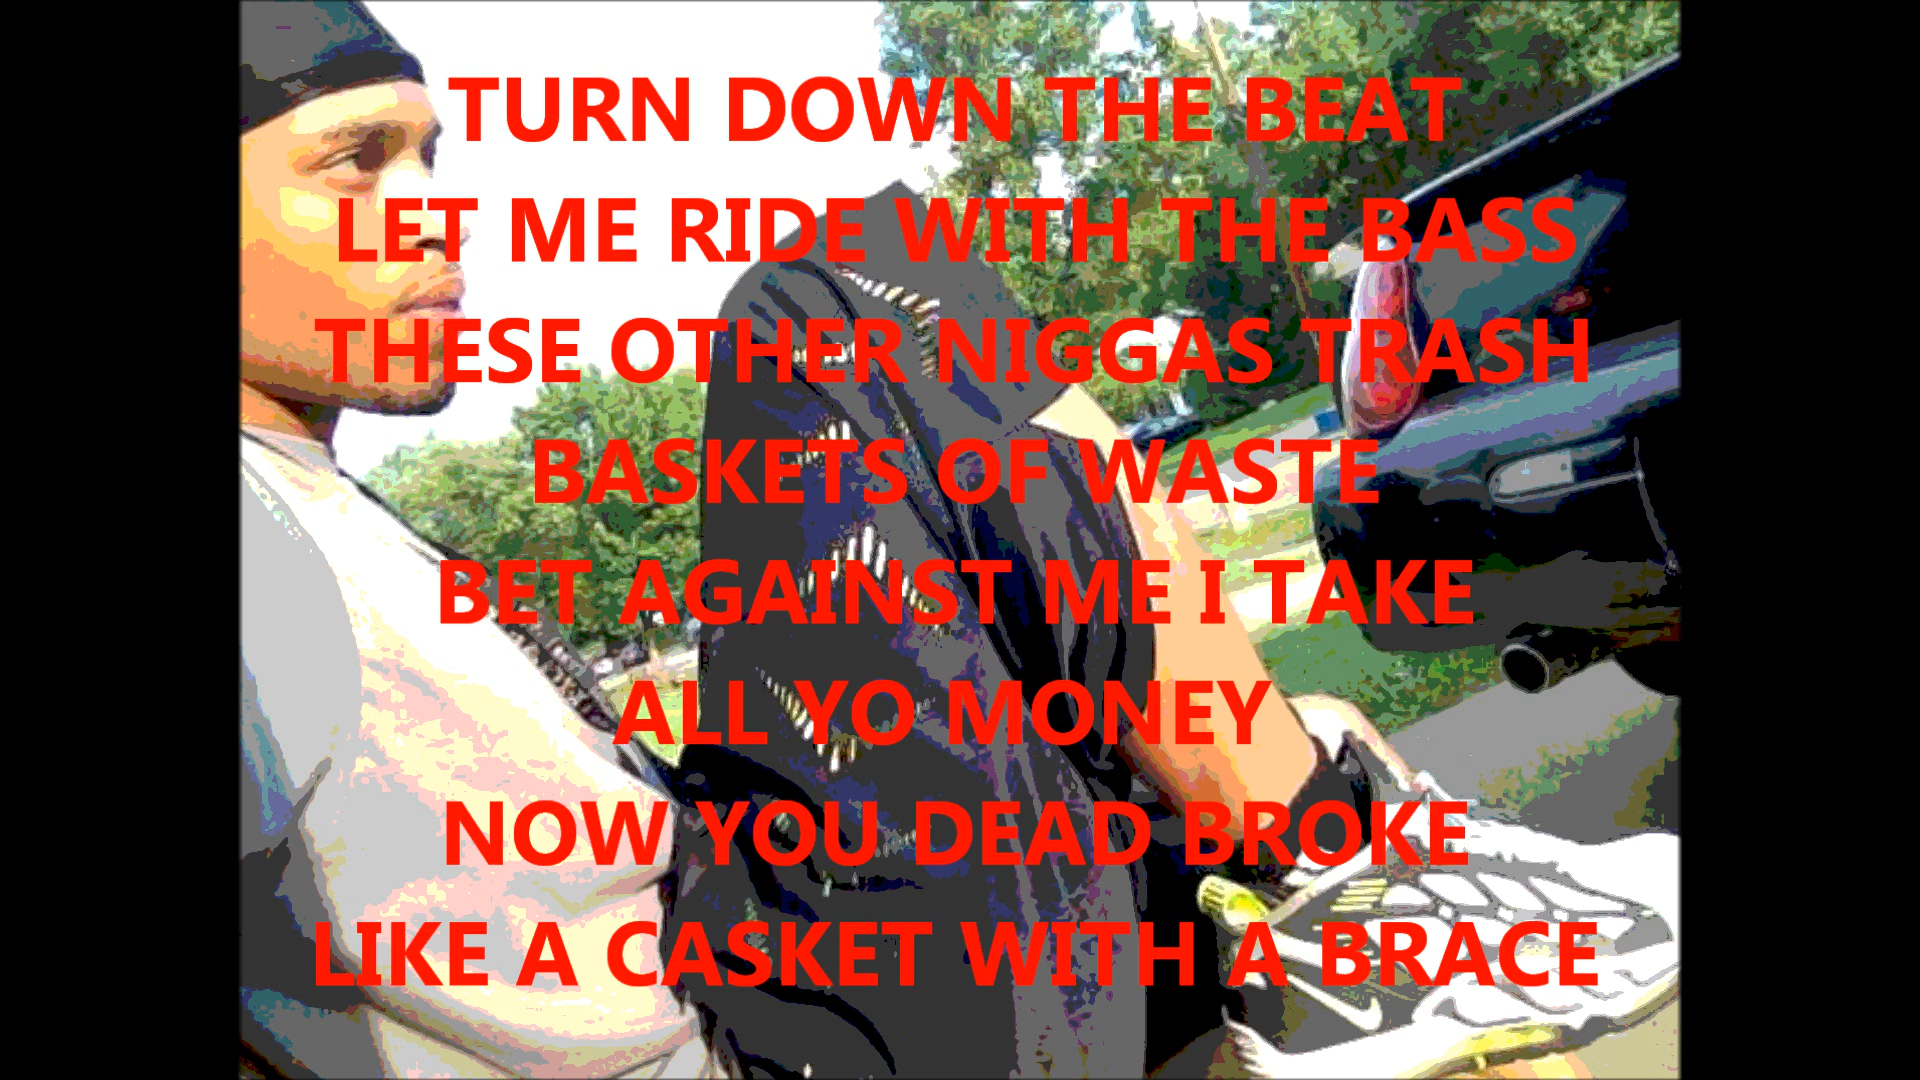 TURN DOWN THE BEAT
LET ME RIDE WITH THE BASS
THESE OTHER NIGGAS TRASH
BASKETS OF WASTE
BET AGAINST ME I TAKE
ALL YO MONEY
NOW YOU DEAD BROKE
LIKE A CASKET WITH A BRACE